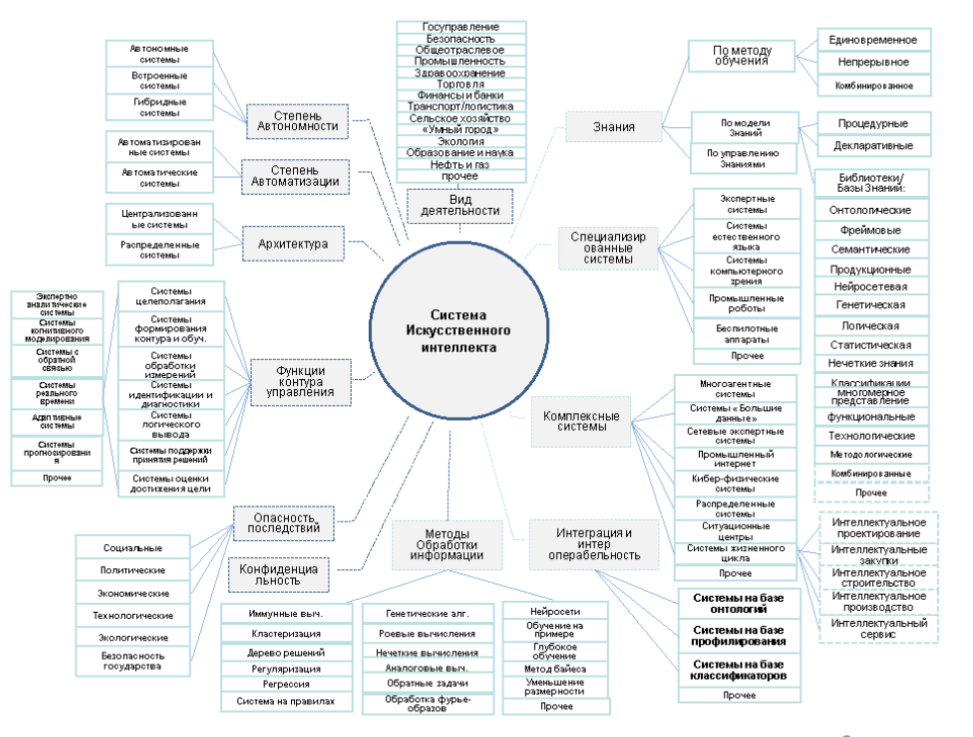 Госуправление
Безопасность
Общеотраслевое
Промышленность
Здравоохранение
Торговля
Финансы и банки
Транспорт/логистика
Сельское хозяйство
«Умный город»
Экология
Образование и наука
Нефть и газ
прочее
Вид
деятельности
Автономные
системы
Встроенные
системы
Гибридные
системы
Степень
Автономности
Автоматизирован
ные системы
Автоматические
системы
Степень
Автоматизации
Централизованн
ые системы
Распределенные
системы
Архитектура
Экспертно
аналитические
системы
Системы
когнитивного
моделирования
Системы с
обратной
связью
Системы
реального
времени
Адаптивные
системы
Системы
прогнозировани
я
Прочее
Системы
целеполагания
Системы
формирования
контура и обуч.
Системы
обработки
измерений
Системы
идентификации и
диагностики
Системы
логического
вывода
Системы поддержки
принятия решений
Системы оценки
достижения цели
Функции
контура
управления
Система
Искусственного
интеллекта
Знания
По методу
обучения
Единовременное
Непрерывное
Комбинированное
По модели
Знаний
По управлению
Знаниями
Процедурные
Декларативные
Библиотеки/
Базы Знаний:
Онтологические
Фреймовые
Семантические
Продукционные
Нейросетевая
Генетическая
Логическая
Статистическая
Нечеткие знания
Классификации
многомерное
представление
функциональные
Технологические
Методологические
Комбинированные
Прочее
Специализир
ованные
системы
Экспертные
системы
Системы
естественного
языка
Системы
компьютерного
зрения
Промышленные
роботы
Беспилотные
аппараты
Прочее
Комплексные
системы
Многоагентные
системы
Системы «Большие
данные»
Сетевые экспертные
системы
Промышленный
интернет
Кибер-физические
системы
Распределенные
системы
Ситуационные
центры
Системы жизненного
цикла
Прочее
Интеллектуальное
проектирование
Интеллектуальные
закупки
Интеллектуальное
строительство
Интеллектуальное
производство
Интеллектуальный
сервис
Опасность
последствий
Социальные
Политические
Экономические
Технологические
Экологические
Безопасность
государства
Конфиденциа
льность
Методы
Обработки
информации
Иммунные выч.
Кластеризация
Дерево решений
Регуляризация
Регрессия
Система на правилах
Генетические алг.
Роевые вычисления
Нечеткие вычисления
Аналоговые выч.
Обратные задачи
Обработка фурье-
образов
Нейросети
Обучение на
примере
Глубокое
обучение
Метод байеса
Уменьшение
размерности
Прочее
Интеграция и
интер
операбельность
Системы на базе
онтологий
Системы на базе
профилирования
Системы на базе
классификаторов
Прочее